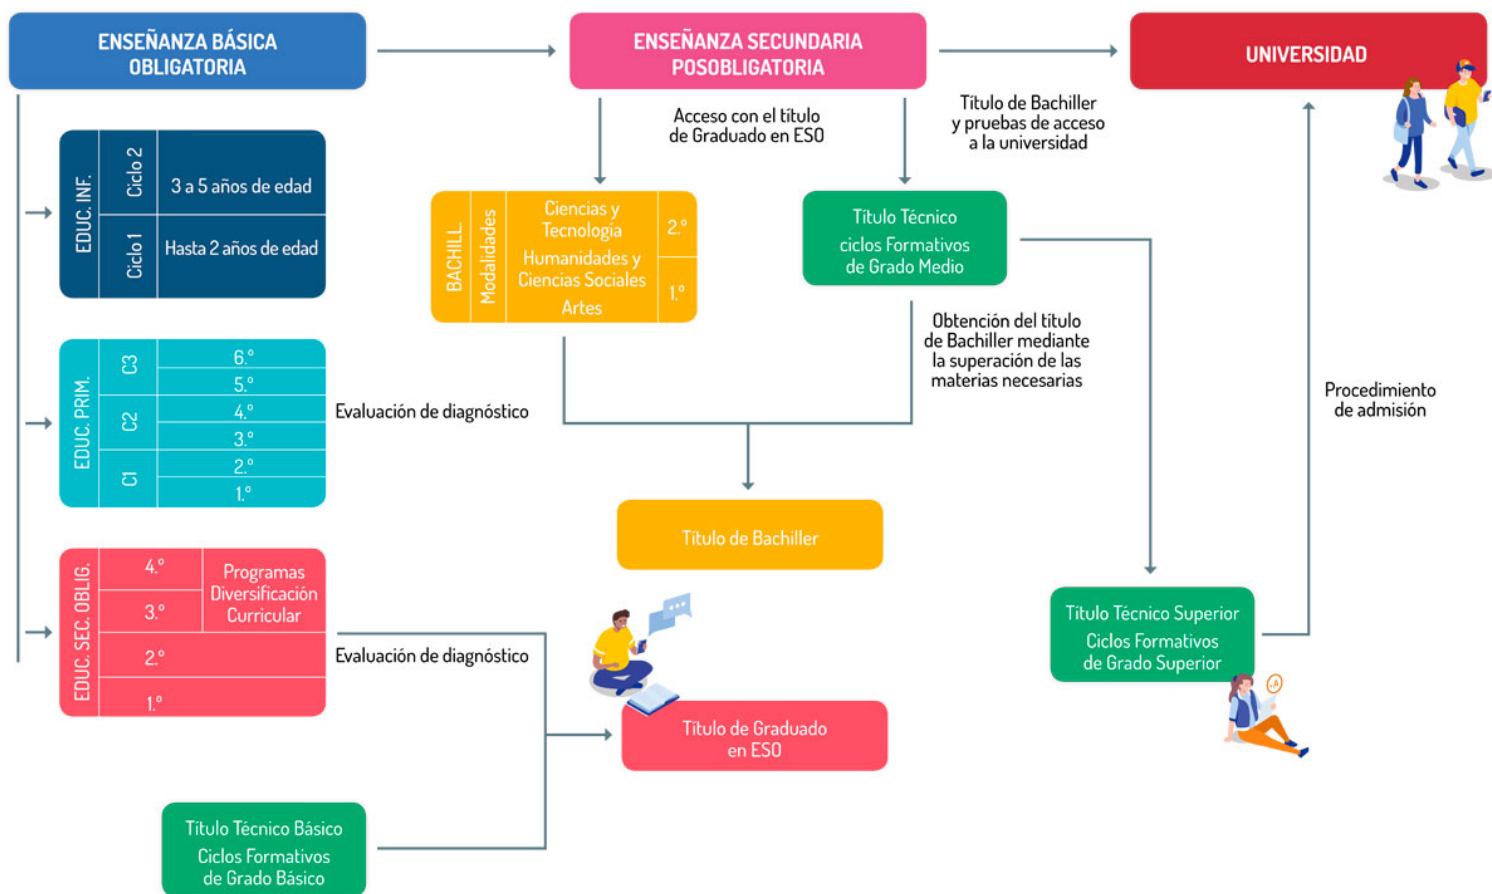 ENSEÑANZA BÁSICA
OBLIGATORIA
ENSEÑANZA SECUNDARIA
POSOBLIGATORIA
UNIVERSIDAD
Acceso con el título
de Graduado en ESO
Título de Bachiller
y pruebas de acceso
a la universidad
EDUC. INF.
Ciclo 2
3 a 5 años de edad
Ciclo 1
Hasta 2 años de edad
BACHILL.
Modalidades
Ciencias y
Tecnología
Humanidades y
Ciencias Sociales
Artes
2.º
1.º
Título Técnico
ciclos Formativos
de Grado Medio
Obtención del título
de Bachiller mediante
la superación de las
materias necesarias
Procedimiento
de admisión
EDUC. PRIM.
C3
6.º
5.º
C2
4.º
3.º
C1
2.º
1.º
Evaluación de diagnóstico
Título de Bachiller
EDUC. SEC. OBLIG.
4.º
3.º
Programas
Diversificación
Curricular
2.º
1.º
Evaluación de diagnóstico
Título Técnico Superior
Ciclos Formativos
de Grado Superior
Título de Graduado
en ESO
Título Técnico Básico
Ciclos Formativos
de Grado Básico